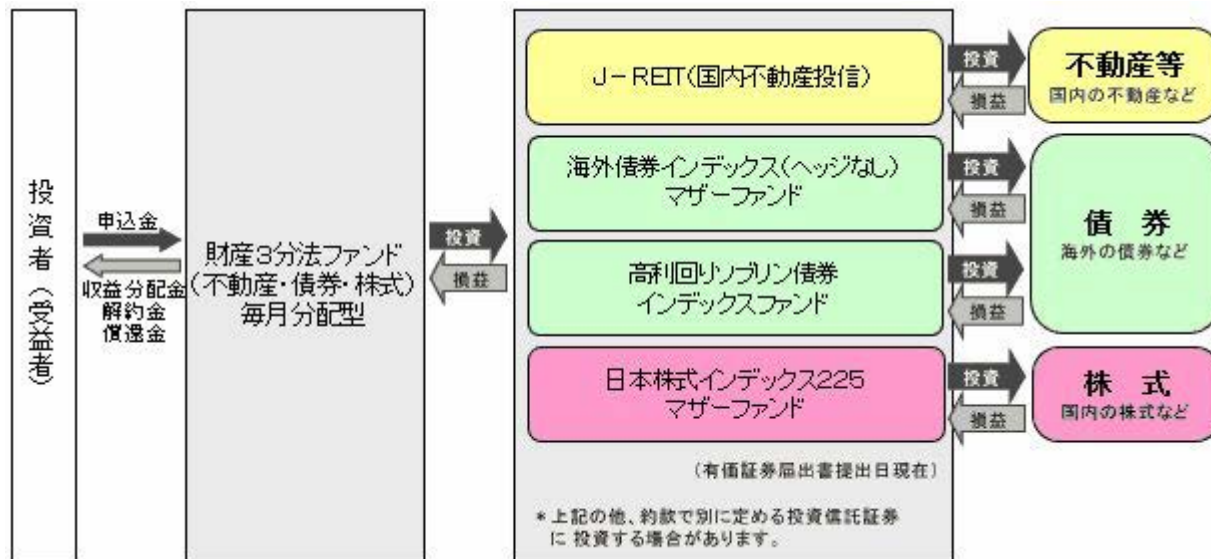 投資者（受益者）
申込金
収益分配金
解約金
償還金
財産3分法ファンド
(不動産・債券・株式)
毎月分配型
投資
損益
J－REIT(国内不動産投信)
投資
損益
不動産等
国内の不動産など
海外債券インデックス(ヘッジなし)
マザーファンド
投資
損益
高利回りソブリン債券
インデックスファンド
投資
損益
債 券
海外の債券など
日本株式インデックス225
マザーファンド
投資
損益
株 式
国内の株式など
(有価証券届出書提出日現在)
＊上記の他、約款で別に定める投資信託証券
に 投資する場合があります。